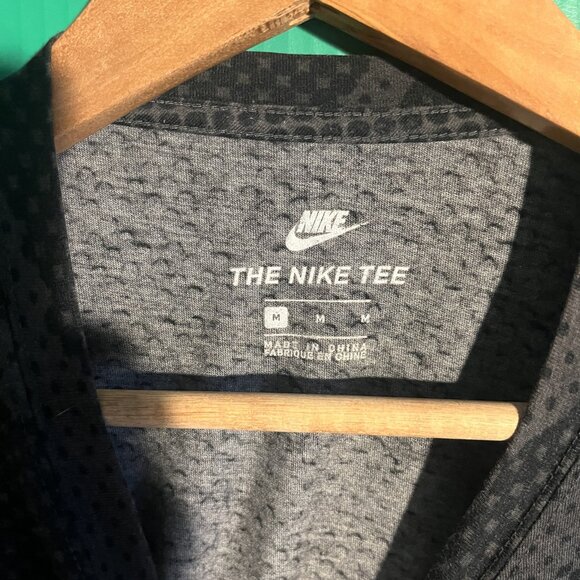 NIKE
THE NIKE TEE
M M M
MADE IN CHINA
FABRIQUÉ EN CHINE